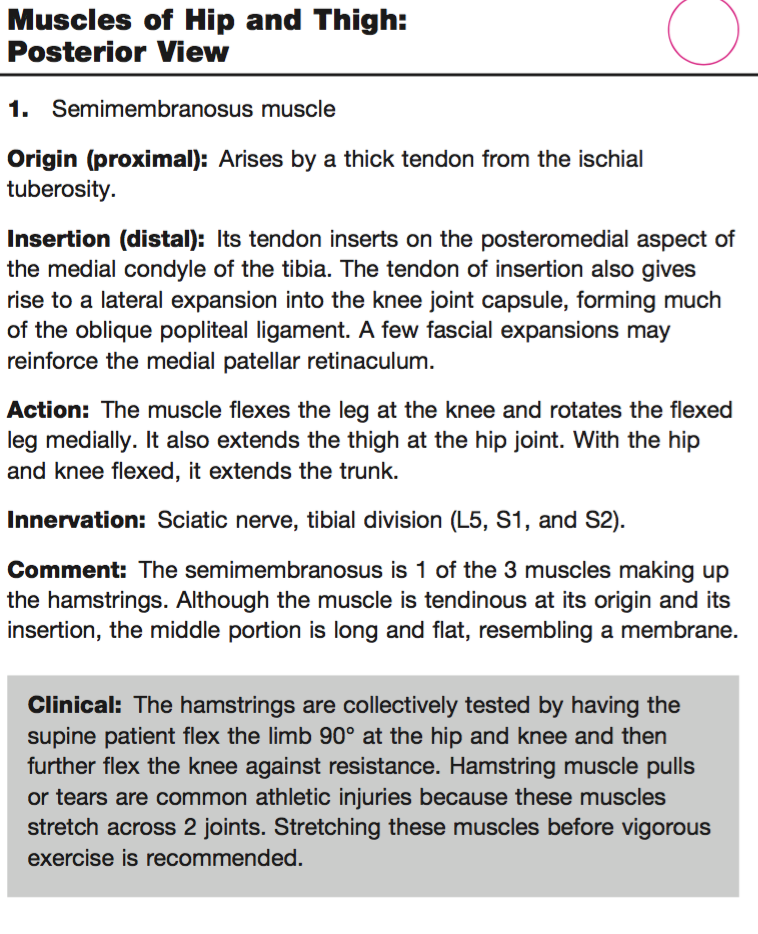 Muscles of Hip and Thigh:
Posterior View
1. Semimembranosus muscle
Origin (proximal): Arises by a thick tendon from the ischial
tuberosity.
Insertion (distal): Its tendon inserts on the posteromedial aspect of
the medial condyle of the tibia. The tendon of insertion also gives
rise to a lateral expansion into the knee joint capsule, forming much
of the oblique popliteal ligament. A few fascial expansions may
reinforce the medial patellar retinaculum.
Action: The muscle flexes the leg at the knee and rotates the flexed
leg medially. It also extends the thigh at the hip joint. With the hip
and knee flexed, it extends the trunk.
Innervation: Sciatic nerve, tibial division (L5, S1, and S2).
Comment: The semimembranosus is 1 of the 3 muscles making up
the hamstrings. Although the muscle is tendinous at its origin and its
insertion, the middle portion is long and flat, resembling a membrane.
Clinical: The hamstrings are collectively tested by having the
supine patient flex the limb 90° at the hip and knee and then
further flex the knee against resistance. Hamstring muscle pulls
or tears are common athletic injuries because these muscles
stretch across 2 joints. Stretching these muscles before vigorous
exercise is recommended.